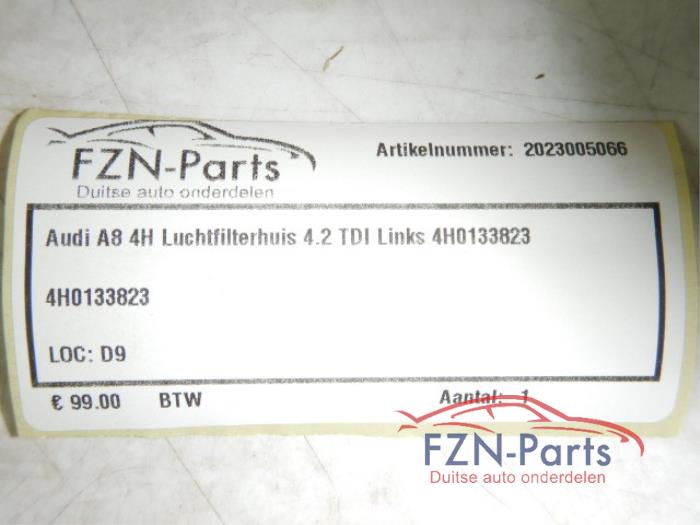 FZN-Parts
Duitse auto onderdelen
Artikelnummer: 2023005066
Audi A8 4H Luchtfilterhuis 4.2 TDI Links 4H0133823
4H0133823
LOC: D9
€ 99.00 BTW Aantal: 1
FZN-Parts
Duitse auto onderdelen